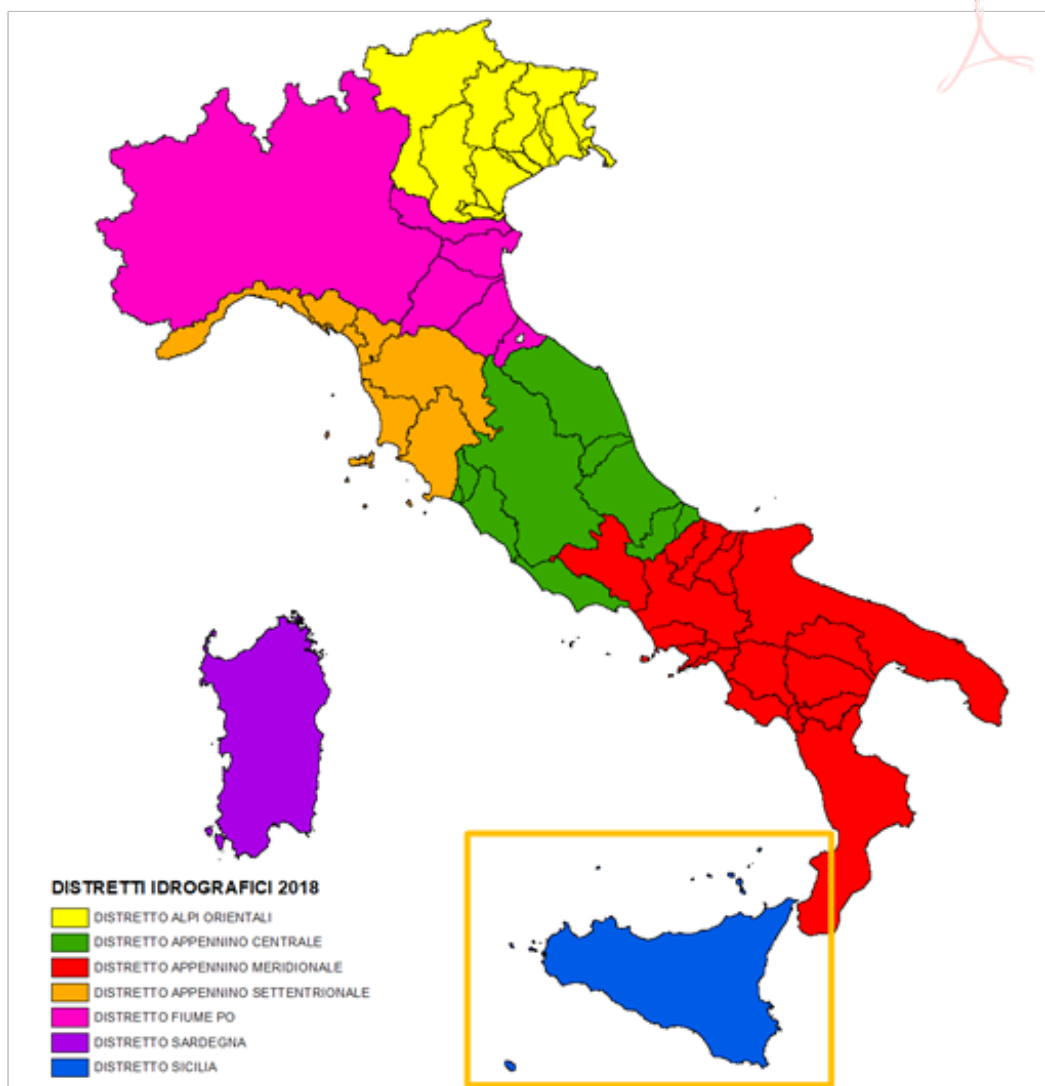 DISTRETTI IDROGRAFICI 2018
DISTRETTO ALPI ORIENTALI
DISTRETTO APPENNINO CENTRALE
DISTRETTO APPENNINO MERIDIONALE
DISTRETTO APPENNINO SETTENTRIONALE
DISTRETTO FIUME PO
DISTRETTO SARDEGNA
DISTRETTO SICILIA